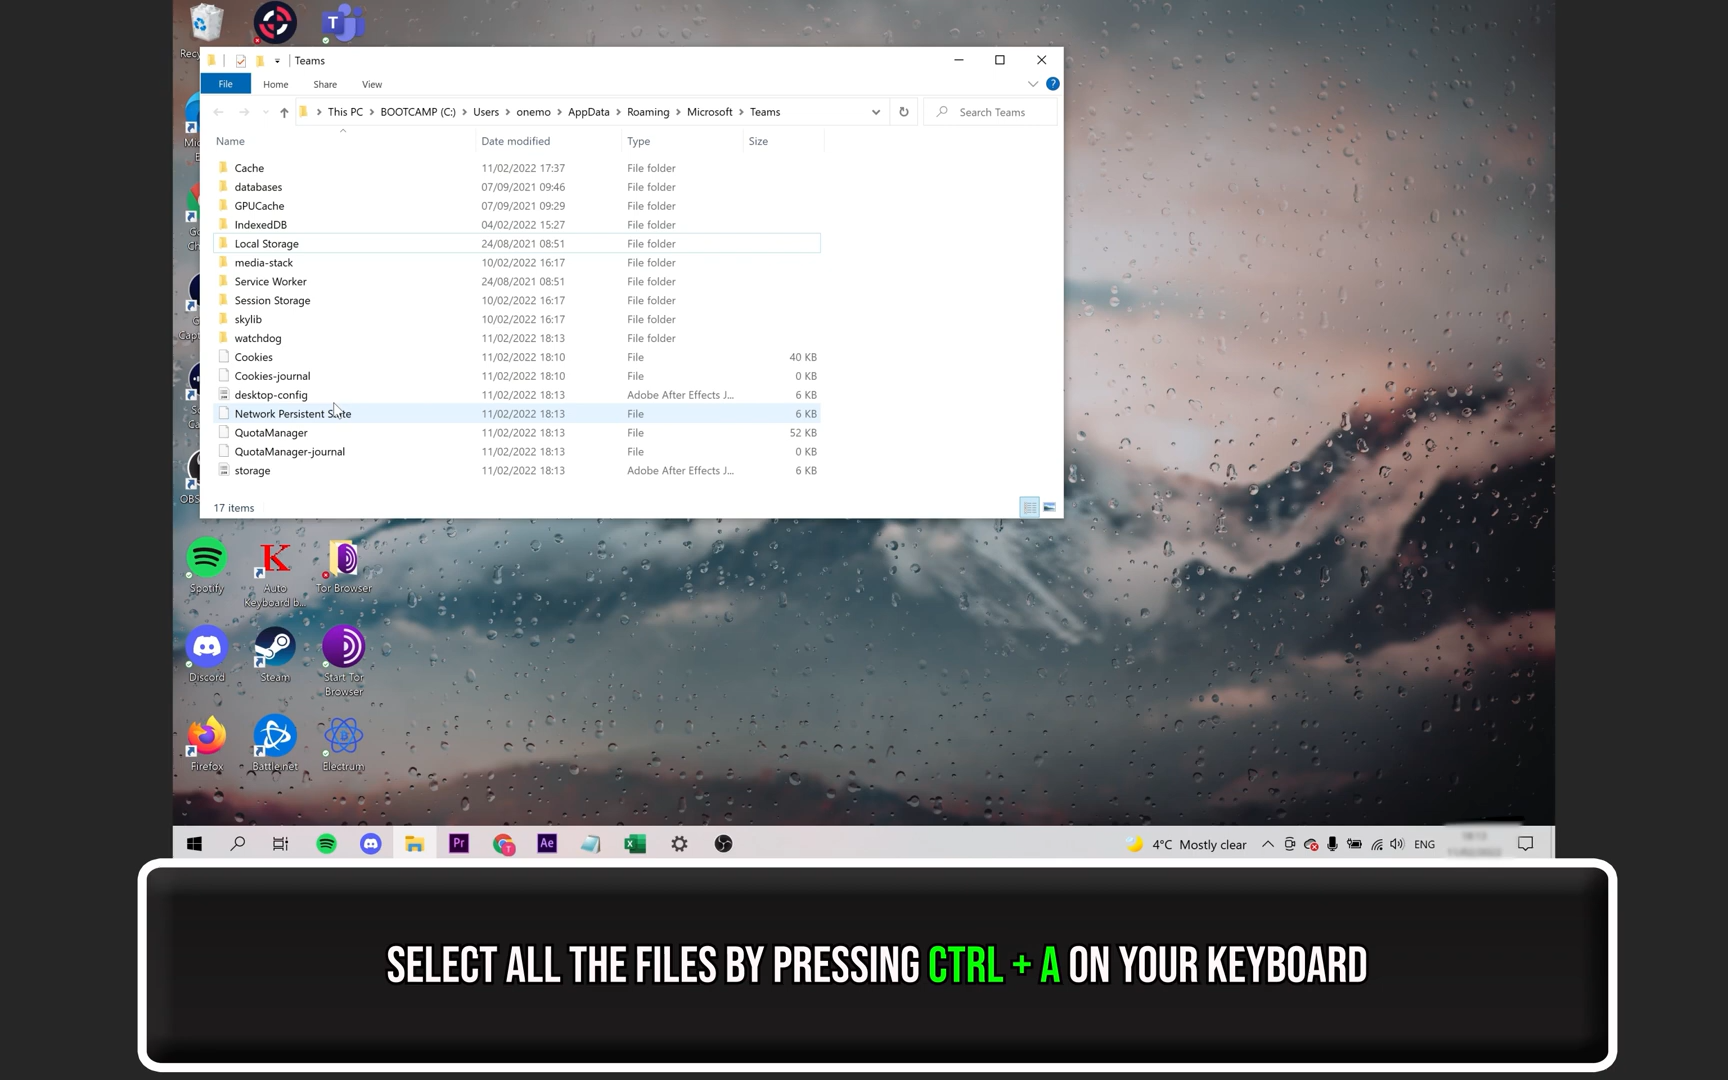 Teams
File
Home
Share
View
This PC
BOOTCAMP (C:)
Users
onemo
AppData
Roaming
Microsoft
Teams
Search Teams
Name
Date modified
Type
Size
Cache 11/02/2022 17:37 File folder
databases 07/09/2021 09:46 File folder
GPUCache 07/09/2021 09:29 File folder
IndexedDB 04/02/2022 15:27 File folder
Local Storage 24/08/2021 08:51 File folder
media-stack 10/02/2022 16:17 File folder
Service Worker 24/08/2021 08:51 File folder
Session Storage 10/02/2022 16:17 File folder
skylib 10/02/2022 16:17 File folder
watchdog 11/02/2022 18:13 File folder
Cookies 11/02/2022 18:10 File 40 KB
Cookies-journal 11/02/2022 18:10 File 0 KB
desktop-config 11/02/2022 18:13 Adobe After Effects J... 6 KB
Network Persistent State 11/02/2022 18:13 File 6 KB
QuotaManager 11/02/2022 18:13 File 52 KB
QuotaManager-journal 11/02/2022 18:13 File 0 KB
storage 11/02/2022 18:13 Adobe After Effects J... 6 KB
17 items
Spotify
Auto
Keyboard b...
Tor Browser
Discord
Steam
Start Tor
Browser
Firefox
Battle.net
Electrum
Pr
Ae
4°C Mostly clear
ENG
SELECT ALL THE FILES BY PRESSING CTRL + A ON YOUR KEYBOARD